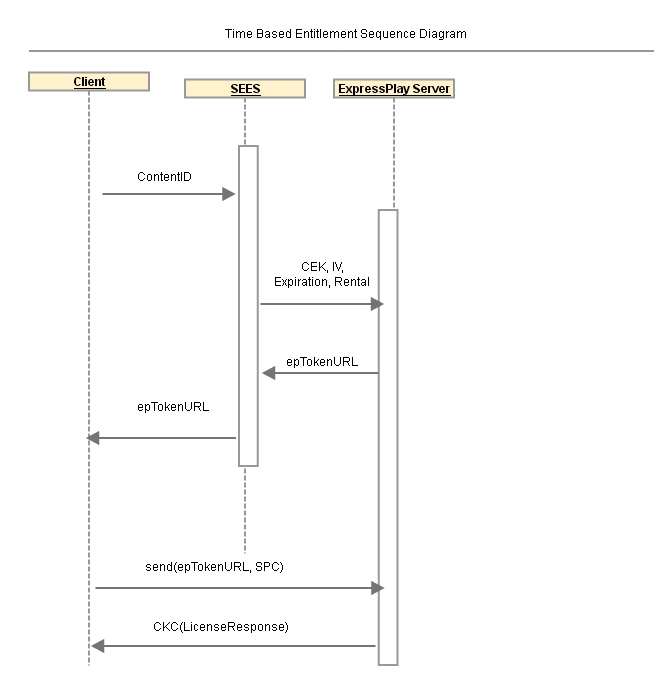 Time Based Entitlement Sequence Diagram
Client
SEES
ExpressPlay Server
ContentID
CEK, IV,
Expiration, Rental
epTokenURL
epTokenURL
send(epTokenURL, SPC)
CKC(LicenseResponse)